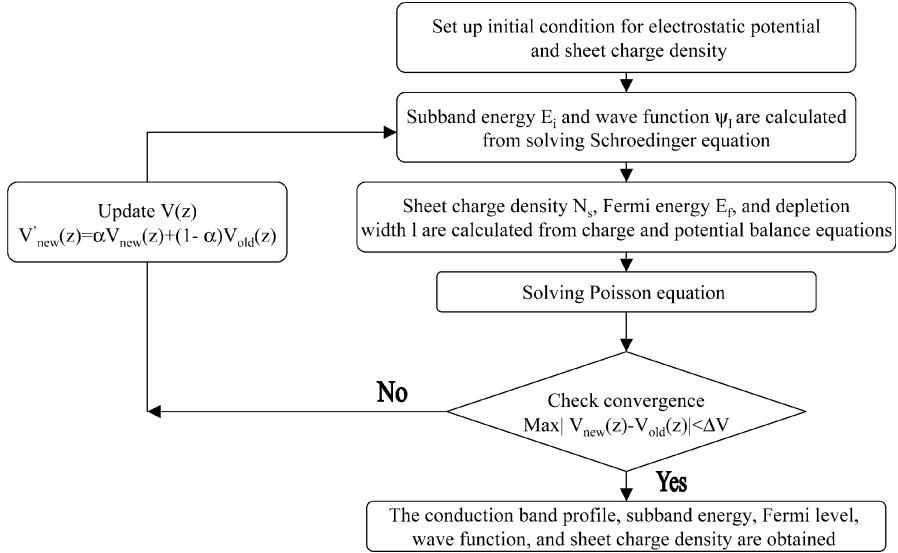 Set up initial condition for electrostatic potential
and sheet charge density
Subband energy Ei and wave function ψI are calculated
from solving Schroedinger equation
Update V(z)
V'new(z)=αVnew(z)+(1- α)Vold(z)
Sheet charge density Ns, Fermi energy Ef, and depletion
width l are calculated from charge and potential balance equations
Solving Poisson equation
No
Check convergence
Max| Vnew(z)-Vold(z)|<ΔV
Yes
The conduction band profile, subband energy, Fermi level,
wave function, and sheet charge density are obtained